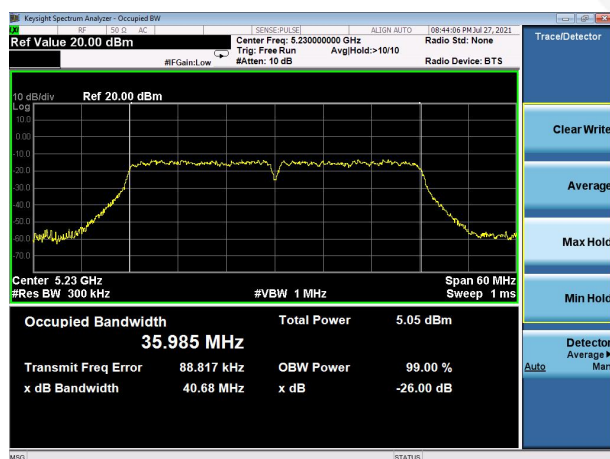 Keysight Spectrum Analyzer - Occupied BW
RF 50 Ω AC SENSE:PULSE ALIGN AUTO 08:44:06 PM Jul 27, 2021
Ref Value 20.00 dBm
Center Freq: 5.230000000 GHz
Radio Std: None
Trig: Free Run Avg|Hold:>10/10
#IFGain:Low #Atten: 10 dB Radio Device: BTS
10 dB/div Ref 20.00 dBm
Log
10.0
0.00
-10.0
-20.0
-30.0
-40.0
-50.0
-60.0
-70.0
Center 5.23 GHz Span 60 MHz
#Res BW 300 kHz #VBW 1 MHz Sweep 1 ms
Occupied Bandwidth Total Power 5.05 dBm
35.985 MHz
Transmit Freq Error 88.817 kHz OBW Power 99.00 %
x dB Bandwidth 40.68 MHz x dB -26.00 dB
MSG STATUS
Trace/Detector
Clear Write
Average
Max Hold
Min Hold
Detector
Average
Auto Man